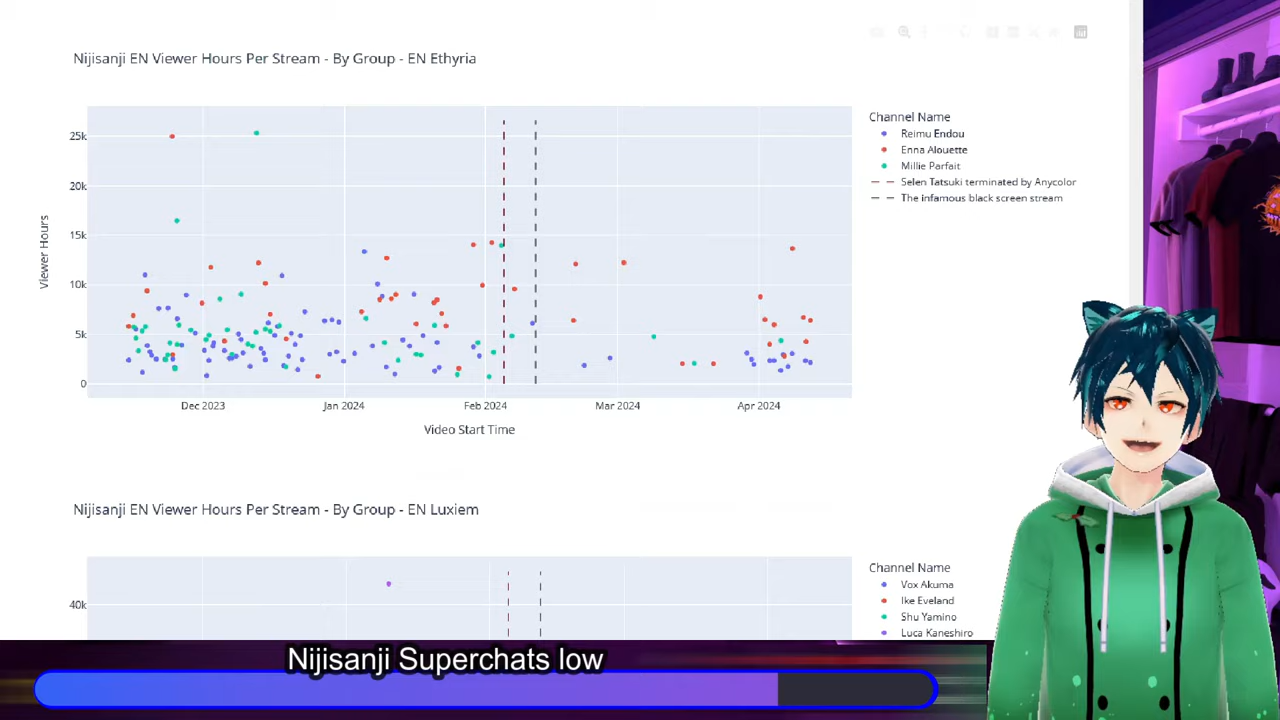 Nijisanji EN Viewer Hours Per Stream - By Group - EN Ethyria
Viewer Hours
25k
20k
15k
10k
5k
0
Dec 2023
Jan 2024
Feb 2024
Mar 2024
Apr 2024
Video Start Time
Channel Name
Reimu Endou
Enna Alouette
Millie Parfait
Selen Tatsuki terminated by Anycolor
The infamous black screen stream
Nijisanji EN Viewer Hours Per Stream - By Group - EN Luxiem
40k
Channel Name
Vox Akuma
Ike Eveland
Shu Yamino
Luca Kaneshiro
Nijisanji Superchats low